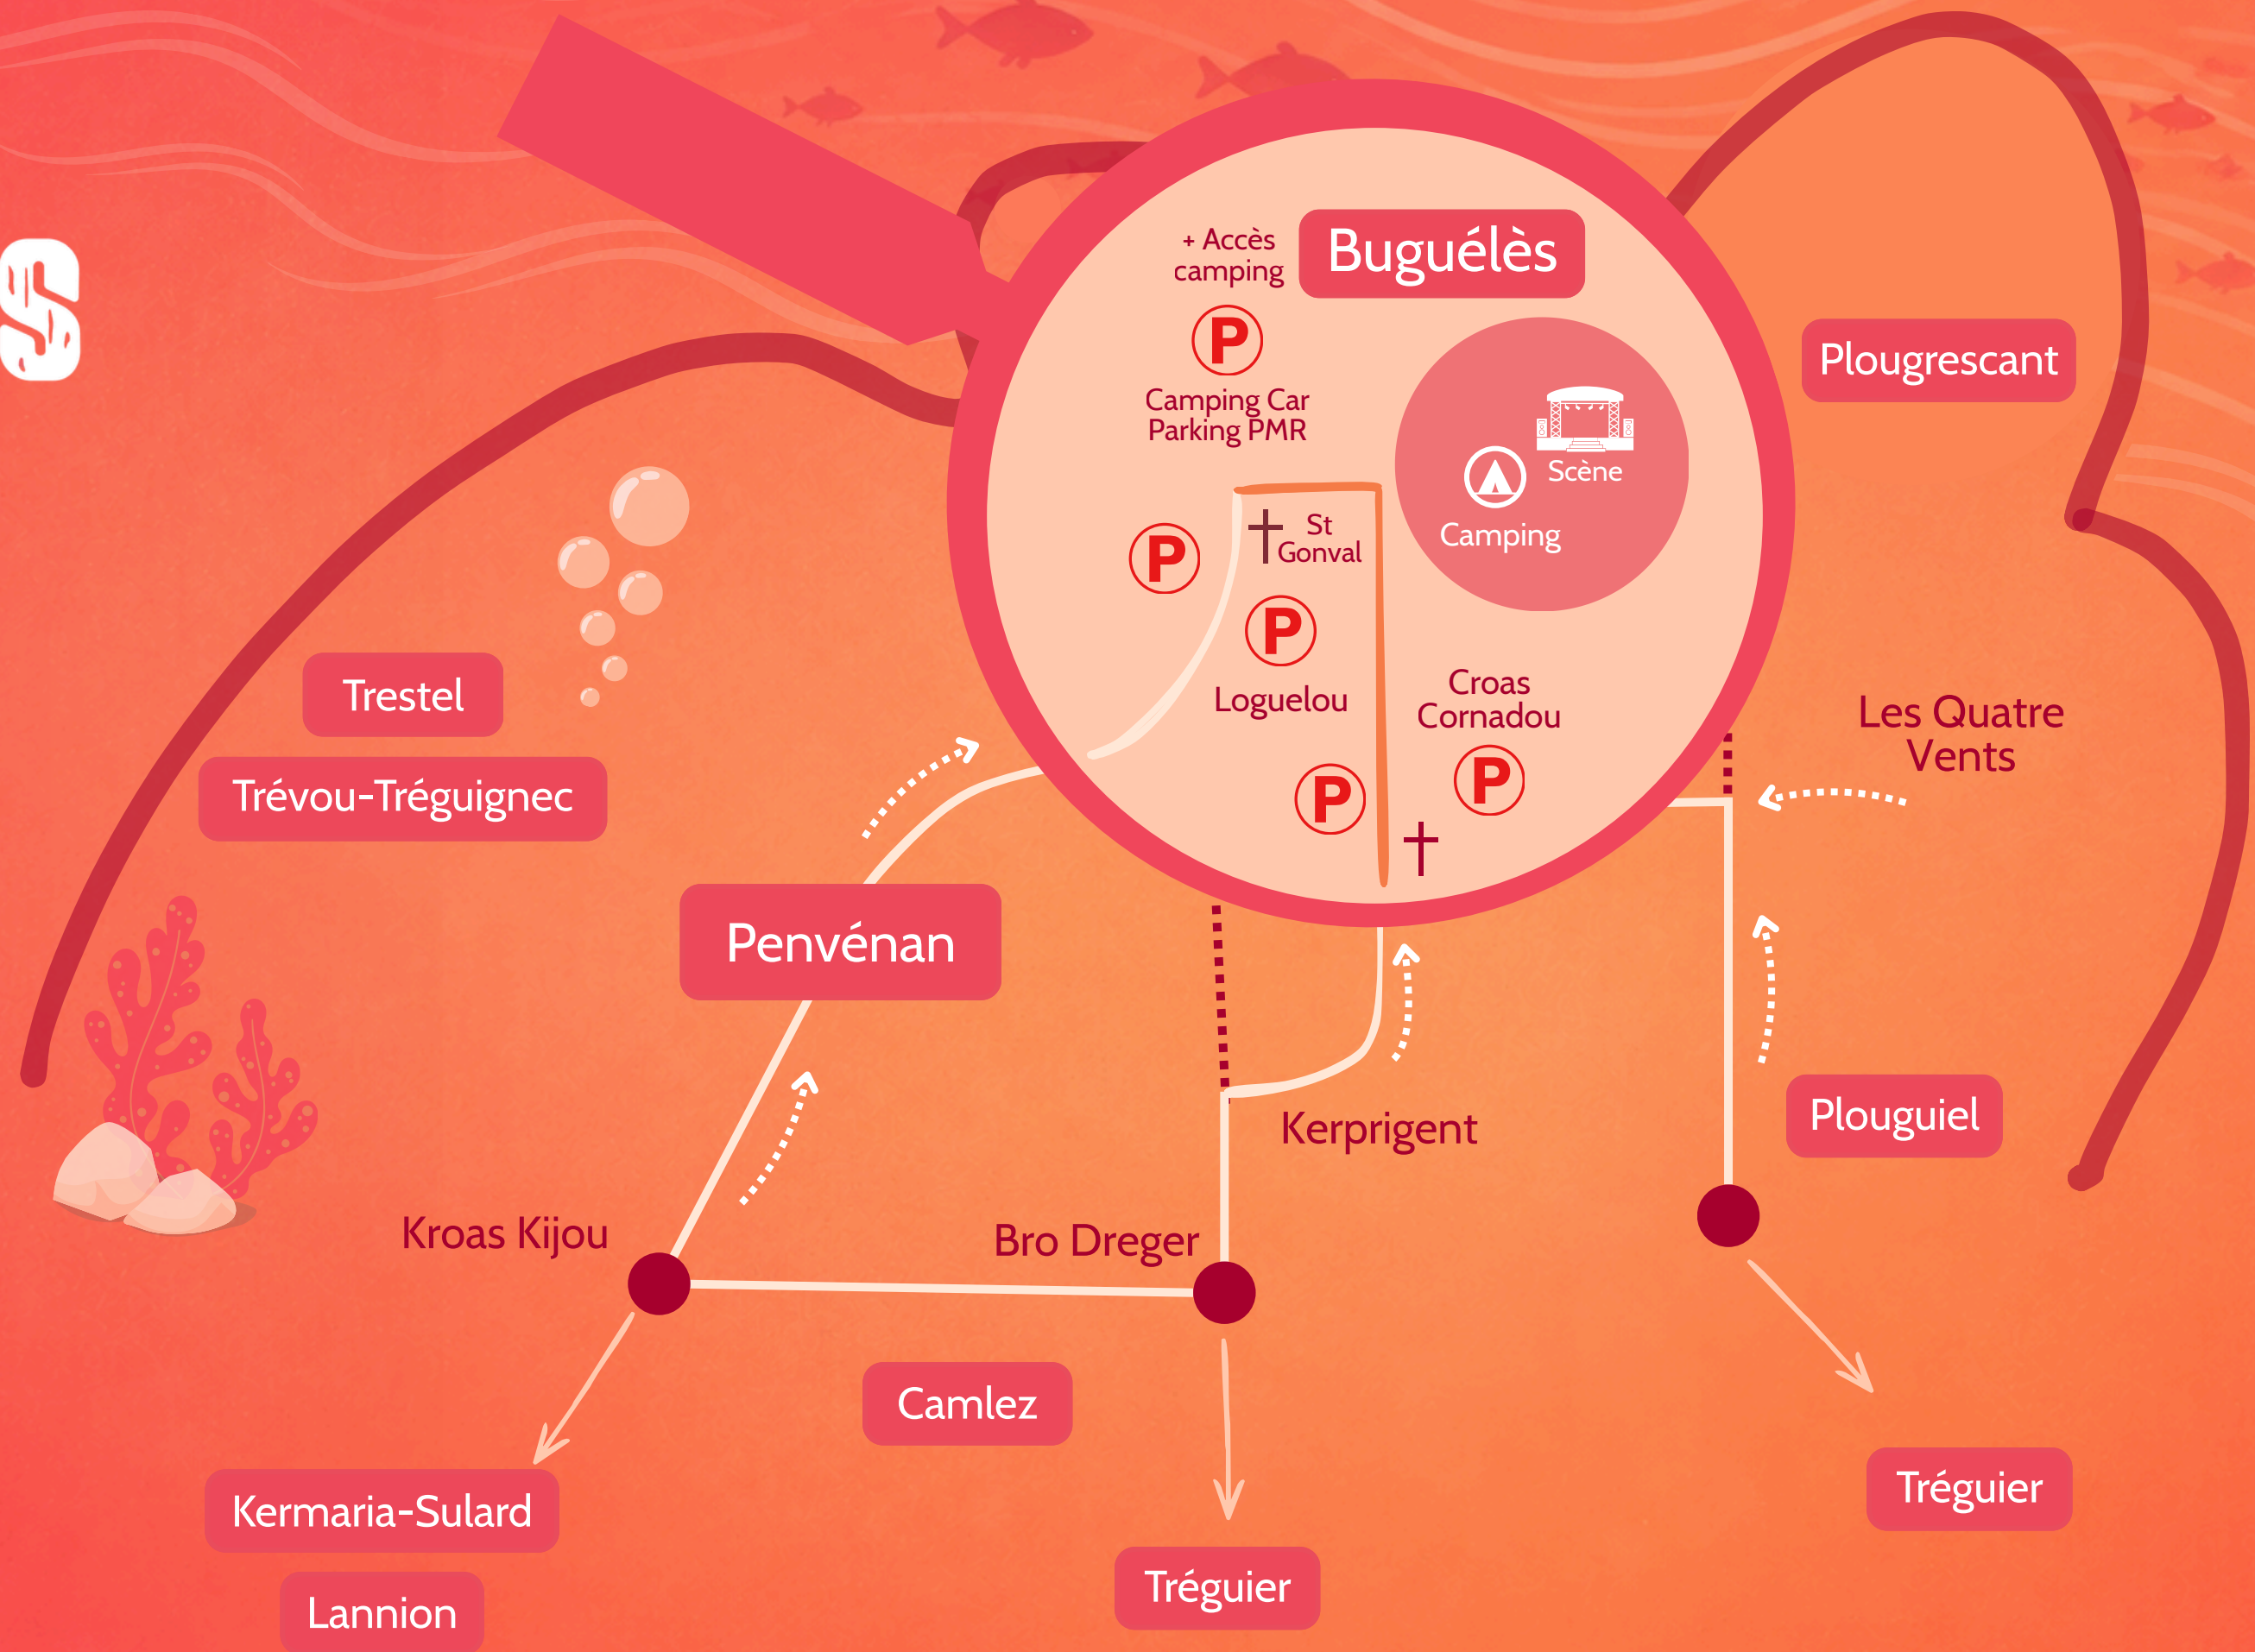 S
+ Accès
camping
Buguélès
P
Camping Car
Parking PMR
Scène
Camping
St
Gonval
P
P
Loguelou
Croas
Cornadou
P
P
Plougrescant
Les Quatre
Vents
Trestel
Trévou-Tréguignec
Penvénan
Kerprigent
Plouguiel
Kroas Kijou
Bro Dreger
Camlez
Tréguier
Kermaria-Sulard
Tréguier
Lannion